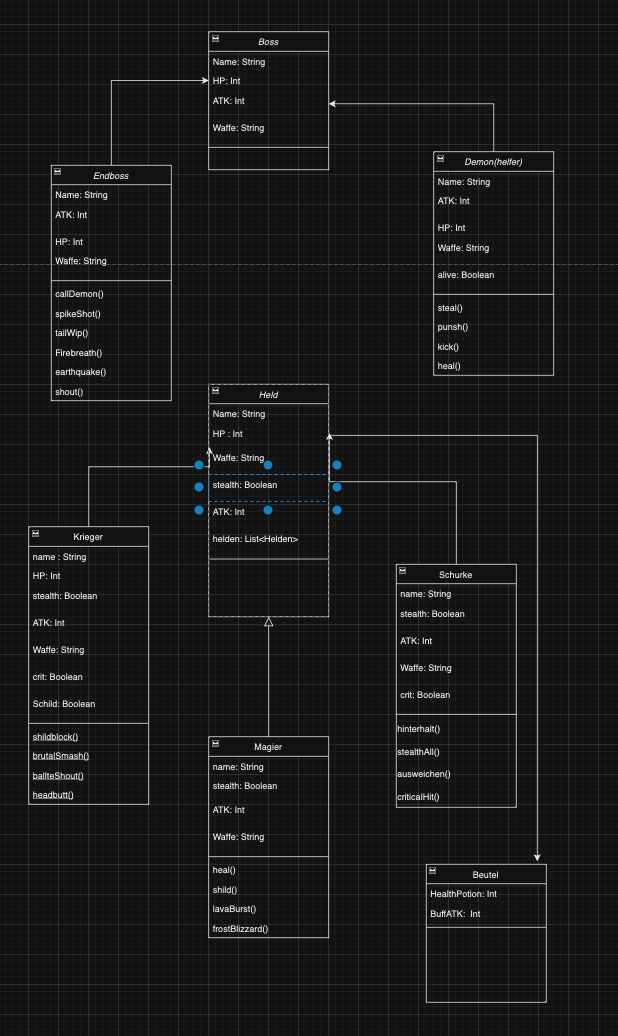 Boss
Name: String
HP: Int
ATK: Int
Waffe: String
Endboss
Name: String
ATK: Int
HP: Int
Waffe: String
callDemon()
spikeShot()
tailWip()
Firebreath()
earthquake()
shout()
Demon(helfer)
Name: String
ATK: Int
HP: Int
Waffe: String
alive: Boolean
steal()
punsh()
kick()
heal()
Held
Name: String
HP : Int
Waffe: String
stealth: Boolean
ATK: Int
helden: List<Helden>
Krieger
name : String
HP: Int
stealth: Boolean
ATK: Int
Waffe: String
crit: Boolean
Schild: Boolean
shildblock()
brutalSmash()
ballteShout()
headbutt()
Schurke
name: String
stealth: Boolean
ATK: Int
Waffe: String
crit: Boolean
hinterhalt()
stealthAll()
ausweichen()
criticalHit()
Magier
name: String
stealth: Boolean
ATK: Int
Waffe: String
heal()
shild()
lavaBurst()
frostBlizzard()
Beutel
HealthPotion: Int
BuffATK:  Int